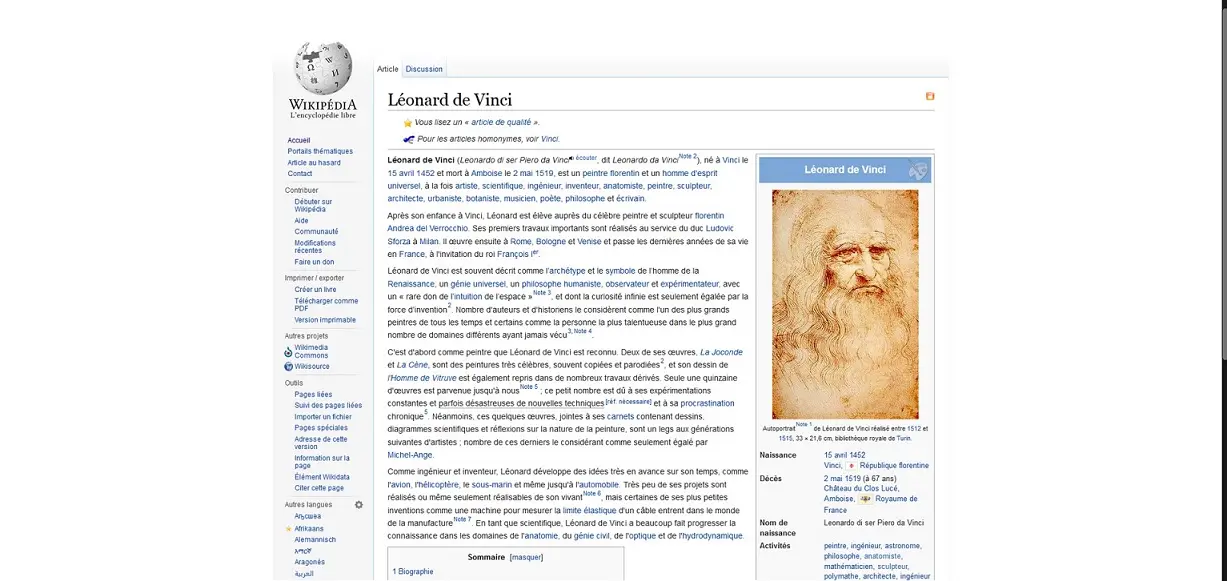 WIKIPÉDIA
L'encyclopédie libre
Accueil
Portails thématiques
Article au hasard
Contact
Contribuer
Débuter sur
Wikipédia
Aide
Communauté
Modifications
récentes
Faire un don
Imprimer / exporter
Créer un livre
Télécharger comme
PDF
Version imprimable
Autres projets
Wikimedia
Commons
Wikisource
Outils
Pages liées
Suivi des pages liées
Importer un fichier
Pages spéciales
Adresse de cette
version
Information sur la
page
Élément Wikidata
Citer cette page
Autres langues
Аҧсшәа
Afrikaans
Alemannisch
አማርኛ
Aragonés
العربية
Article
Discussion
Léonard de Vinci
Vous lisez un « article de qualité ».
Pour les articles homonymes, voir Vinci.
Léonard de Vinci (Leonardo di ser Piero da Vinci écouter, dit Leonardo da Vinci Note 2), né à Vinci le
15 avril 1452 et mort à Amboise le 2 mai 1519, est un peintre florentin et un homme d'esprit
universel, à la fois artiste, scientifique, ingénieur, inventeur, anatomiste, peintre, sculpteur,
architecte, urbaniste, botaniste, musicien, poète, philosophe et écrivain.
Après son enfance à Vinci, Léonard est élève auprès du célèbre peintre et sculpteur florentin
Andrea del Verrocchio. Ses premiers travaux importants sont réalisés au service du duc Ludovic
Sforza à Milan. Il œuvre ensuite à Rome, Bologne et Venise et passe les dernières années de sa vie
en France, à l'invitation du roi François Ier.
Léonard de Vinci est souvent décrit comme l'archétype et le symbole de l'homme de la
Renaissance, un génie universel, un philosophe humaniste, observateur et expérimentateur, avec
un « rare don de l'intuition de l'espace » Note 3, et dont la curiosité infinie est seulement égalée par la
force d'invention2. Nombre d'auteurs et d'historiens le considèrent comme l'un des plus grands
peintres de tous les temps et certains comme la personne la plus talentueuse dans le plus grand
nombre de domaines différents ayant jamais vécu3, Note 4.
C'est d'abord comme peintre que Léonard de Vinci est reconnu. Deux de ses œuvres, La Joconde
et La Cène, sont des peintures très célèbres, souvent copiées et parodiées2, et son dessin de
l'Homme de Vitruve est également repris dans de nombreux travaux dérivés. Seule une quinzaine
d'œuvres est parvenue jusqu'à nous Note 5 ; ce petit nombre est dû à ses expérimentations
constantes et parfois désastreuses de nouvelles techniques[réf. nécessaire] et à sa procrastination
chronique5. Néanmoins, ces quelques œuvres, jointes à ses carnets contenant dessins,
diagrammes scientifiques et réflexions sur la nature de la peinture, sont un legs aux générations
suivantes d'artistes ; nombre de ces derniers le considérant comme seulement égalé par
Michel-Ange.
Comme ingénieur et inventeur, Léonard développe des idées très en avance sur son temps, comme
l'avion, l'hélicoptère, le sous-marin et même jusqu'à l'automobile. Très peu de ses projets sont
réalisés ou même seulement réalisables de son vivant Note 6, mais certaines de ses plus petites
inventions comme une machine pour mesurer la limite élastique d'un câble entrent dans le monde
de la manufacture Note 7. En tant que scientifique, Léonard de Vinci a beaucoup fait progresser la
connaissance dans les domaines de l'anatomie, du génie civil, de l'optique et de l'hydrodynamique.
Sommaire [masquer]
1 Biographie
Léonard de Vinci
Autoportrait Note 1 de Léonard de Vinci réalisé entre 1512 et
1515, 33 × 21,6 cm, bibliothèque royale de Turin.
Naissance 15 avril 1452
Vinci, République florentine
Décès 2 mai 1519 (à 67 ans)
Château du Clos Lucé,
Amboise, Royaume de
France
Nom de Leonardo di ser Piero da Vinci
naissance
Activités peintre, ingénieur, astronome,
philosophe, anatomiste,
mathématicien, sculpteur,
polymathe, architecte, ingénieur